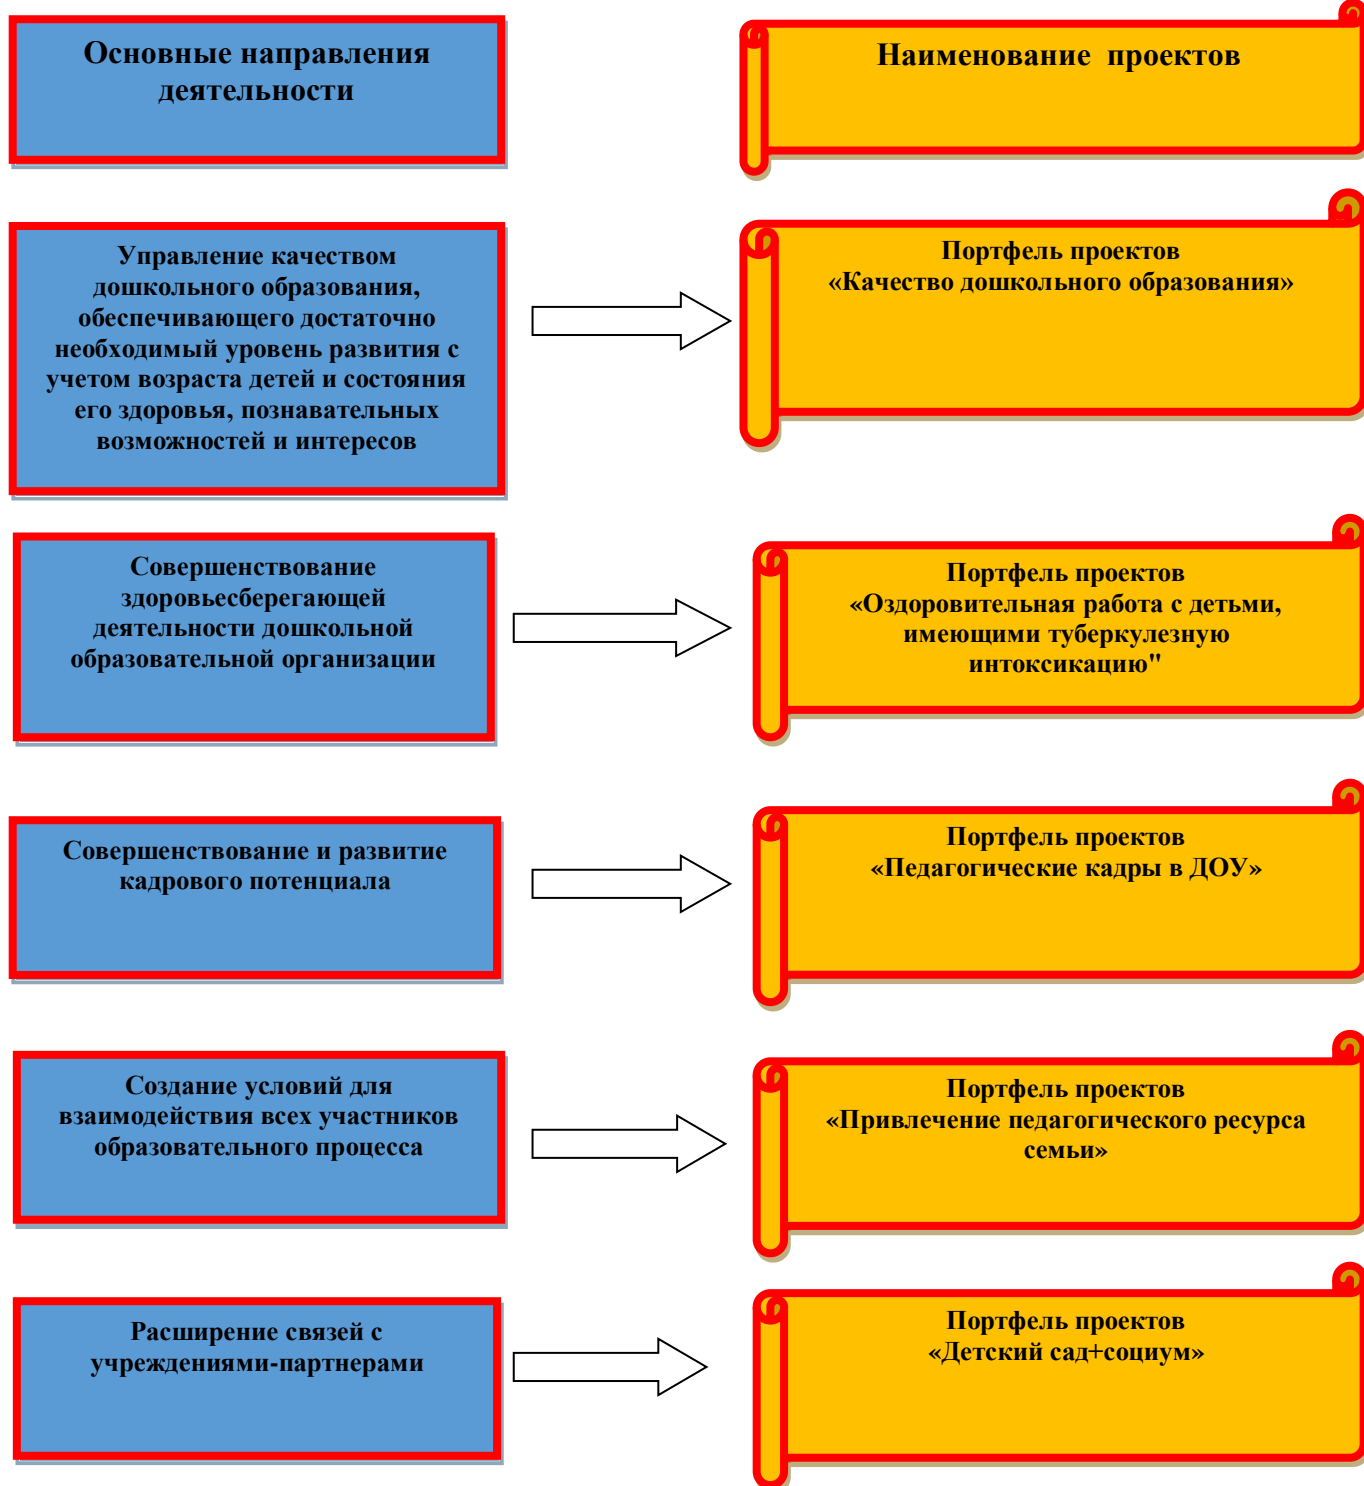 Основные направления
деятельности
Наименование проектов
Управление качеством
дошкольного образования,
обеспечивающего достаточно
необходимый уровень развития с
учетом возраста детей и состояния
его здоровья, познавательных
возможностей и интересов
Портфель проектов
«Качество дошкольного образования»
Совершенствование
здоровьесберегающей
деятельности дошкольной
образовательной организации
Портфель проектов
«Оздоровительная работа с детьми,
имеющими туберкулезную
интоксикацию"
Совершенствование и развитие
кадрового потенциала
Портфель проектов
«Педагогические кадры в ДОУ»
Создание условий для
взаимодействия всех участников
образовательного процесса
Портфель проектов
«Привлечение педагогического ресурса
семьи»
Расширение связей с
учреждениями-партнерами
Портфель проектов
«Детский сад+социум»